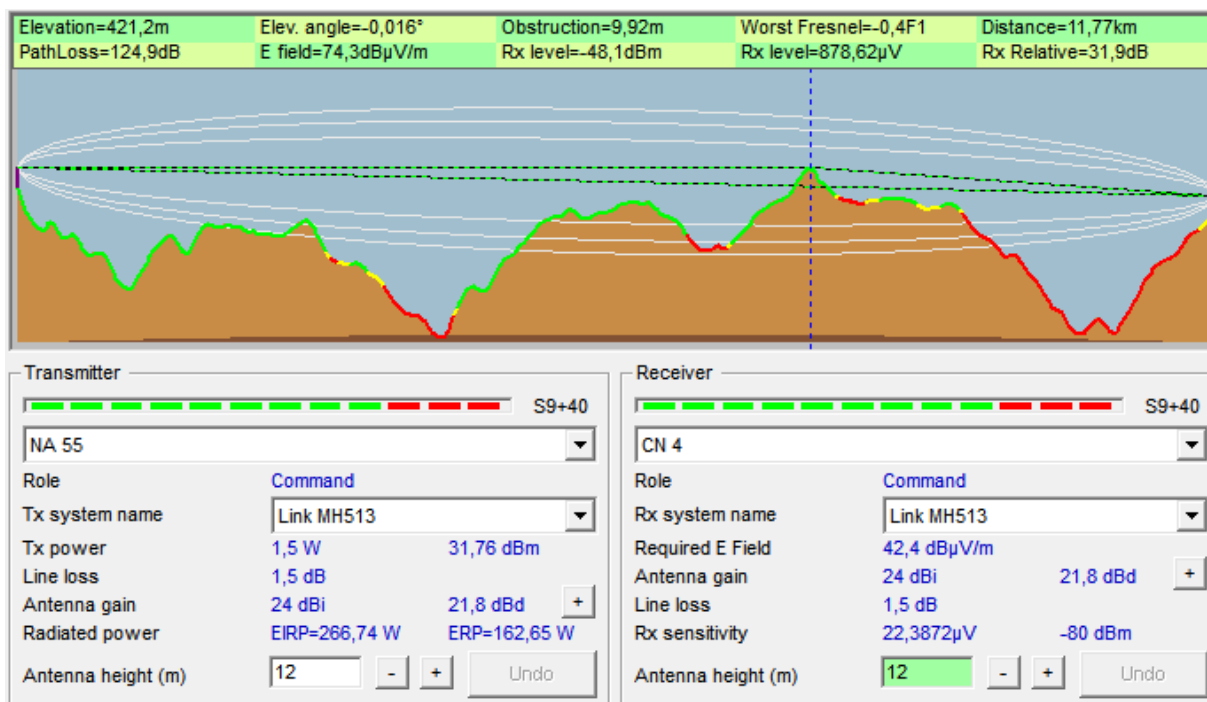 Elevation=421,2m Elev. angle=-0,016° Obstruction=9,92m Worst Fresnel=-0,4F1 Distance=11,77km
PathLoss=124,9dB E field=74,3dBµV/m Rx level=-48,1dBm Rx level=878,62µV Rx Relative=31,9dB
Transmitter
S9+40
NA 55
Role Command
Tx system name Link MH513
Tx power 1,5 W 31,76 dBm
Line loss 1,5 dB
Antenna gain 24 dBi 21,8 dBd +
Radiated power EIRP=266,74 W ERP=162,65 W
Antenna height (m) 12 - + Undo
Receiver
S9+40
CN 4
Role Command
Rx system name Link MH513
Required E Field 42,4 dBµV/m
Antenna gain 24 dBi 21,8 dBd +
Line loss 1,5 dB
Rx sensitivity 22,3872µV -80 dBm
Antenna height (m) 12 - + Undo